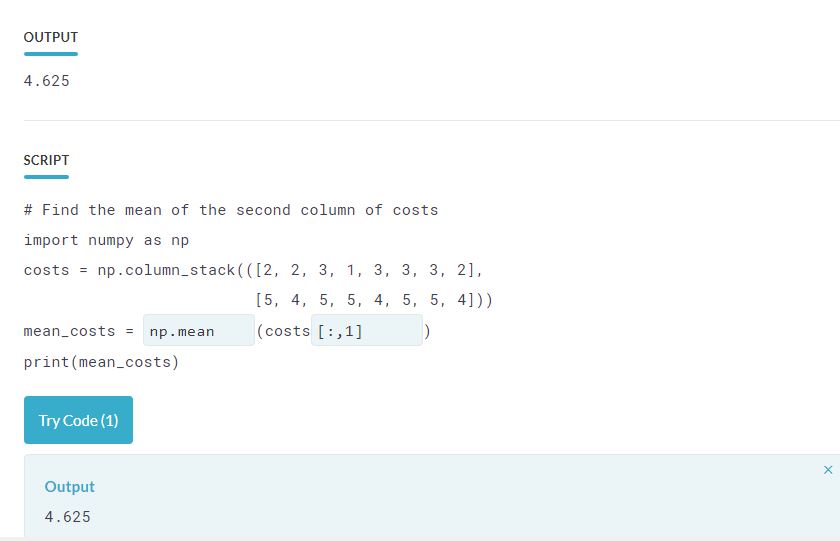 OUTPUT
4.625
SCRIPT
# Find the mean of the second column of costs
import numpy as np
costs = np.column_stack(([2, 2, 3, 1, 3, 3, 3, 2],
[5, 4, 5, 5, 4, 5, 5, 4]))
mean_costs = np.mean(costs[:,1])
print(mean_costs)
Try Code (1)
×
Output
4.625